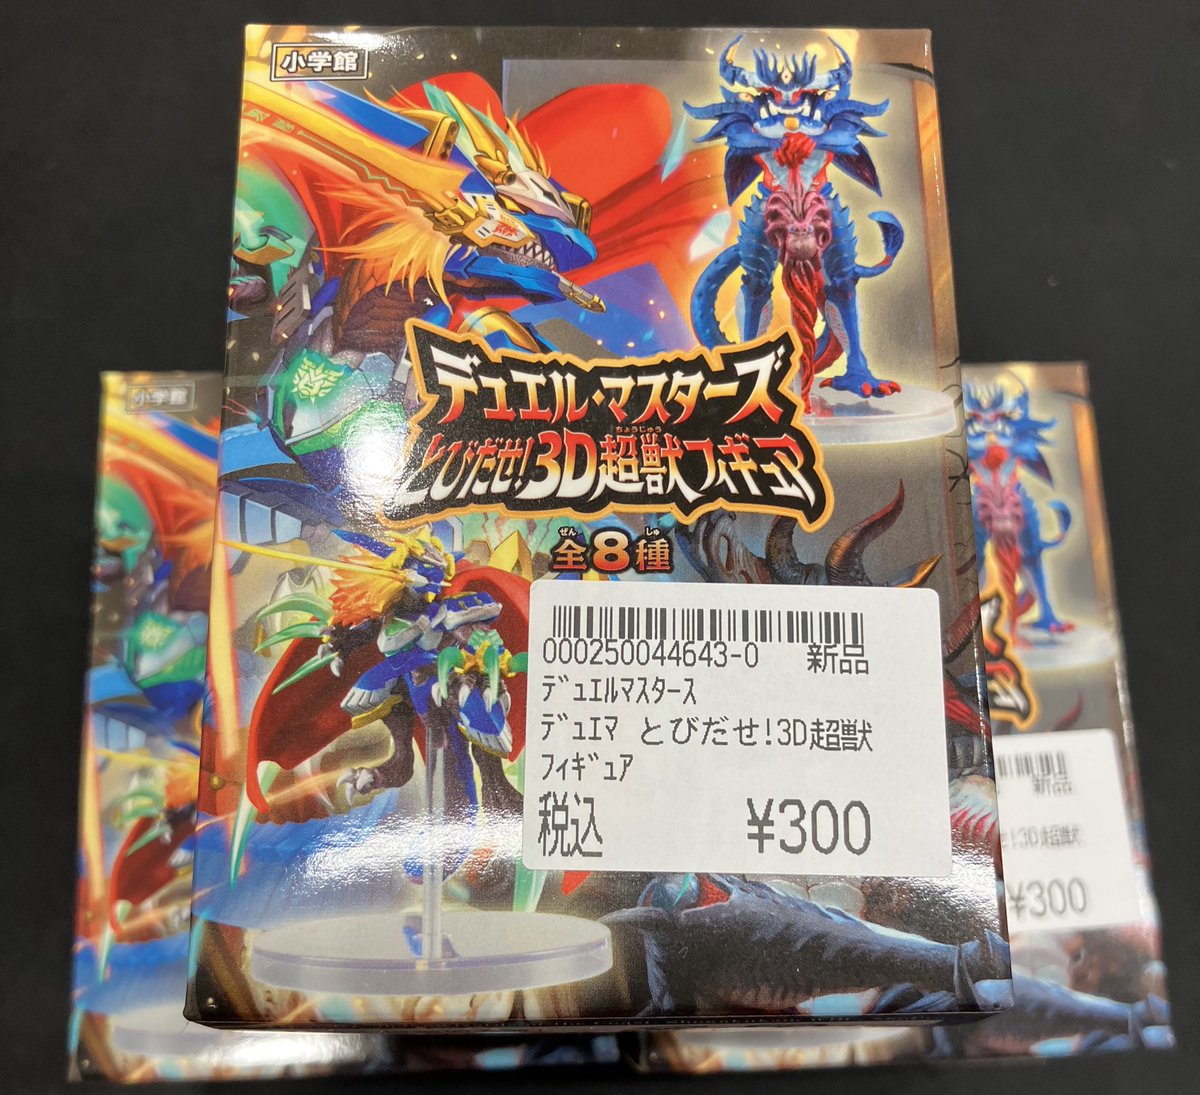 小学館
デュエル・マスターズ
ちょうじゅう
とびだせ!3D超獣フィギュア
ぜん しゅ
全8種
000250044643-0 新品
デュエルマスターズ
デュエマ とびだせ!3D超獣
フィギュア
税込 ¥300
小学館
新品
せ!3D超獣
¥300